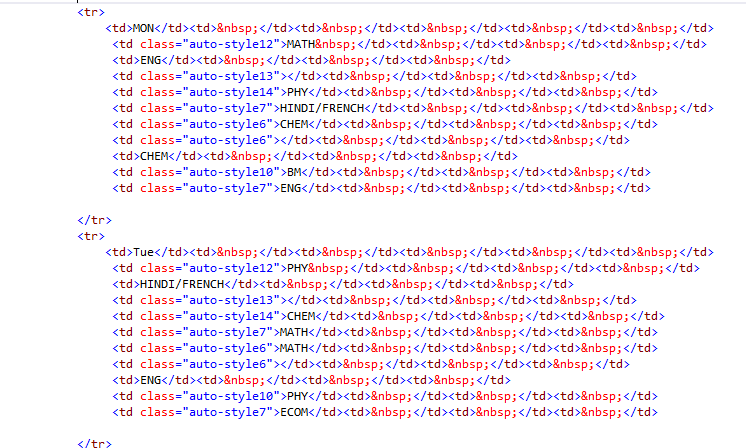 <tr>
<td>MON</td><td>&nbsp;</td><td>&nbsp;</td><td>&nbsp;</td><td>&nbsp;</td><td>&nbsp;</td>
<td class="auto-style12">MATH&nbsp;</td><td>&nbsp;</td><td>&nbsp;</td><td>&nbsp;</td>
<td>ENG</td><td>&nbsp;</td><td>&nbsp;</td><td>&nbsp;</td>
<td class="auto-style13"></td><td>&nbsp;</td><td>&nbsp;</td><td>&nbsp;</td>
<td class="auto-style14">PHY</td><td>&nbsp;</td><td>&nbsp;</td><td>&nbsp;</td>
<td class="auto-style7">HINDI/FRENCH</td><td>&nbsp;</td><td>&nbsp;</td><td>&nbsp;</td>
<td class="auto-style6">CHEM</td><td>&nbsp;</td><td>&nbsp;</td><td>&nbsp;</td>
<td class="auto-style6"></td><td>&nbsp;</td><td>&nbsp;</td><td>&nbsp;</td>
<td>CHEM</td><td>&nbsp;</td><td>&nbsp;</td><td>&nbsp;</td>
<td class="auto-style10">BM</td><td>&nbsp;</td><td>&nbsp;</td><td>&nbsp;</td>
<td class="auto-style7">ENG</td><td>&nbsp;</td><td>&nbsp;</td><td>&nbsp;</td>
</tr>
<tr>
<td>Tue</td><td>&nbsp;</td><td>&nbsp;</td><td>&nbsp;</td><td>&nbsp;</td><td>&nbsp;</td>
<td class="auto-style12">PHY&nbsp;</td><td>&nbsp;</td><td>&nbsp;</td><td>&nbsp;</td>
<td>HINDI/FRENCH</td><td>&nbsp;</td><td>&nbsp;</td><td>&nbsp;</td>
<td class="auto-style13"></td><td>&nbsp;</td><td>&nbsp;</td><td>&nbsp;</td>
<td class="auto-style14">CHEM</td><td>&nbsp;</td><td>&nbsp;</td><td>&nbsp;</td>
<td class="auto-style7">MATH</td><td>&nbsp;</td><td>&nbsp;</td><td>&nbsp;</td>
<td class="auto-style6">MATH</td><td>&nbsp;</td><td>&nbsp;</td><td>&nbsp;</td>
<td class="auto-style6"></td><td>&nbsp;</td><td>&nbsp;</td><td>&nbsp;</td>
<td>ENG</td><td>&nbsp;</td><td>&nbsp;</td><td>&nbsp;</td>
<td class="auto-style10">PHY</td><td>&nbsp;</td><td>&nbsp;</td><td>&nbsp;</td>
<td class="auto-style7">ECOM</td><td>&nbsp;</td><td>&nbsp;</td><td>&nbsp;</td>
</tr>